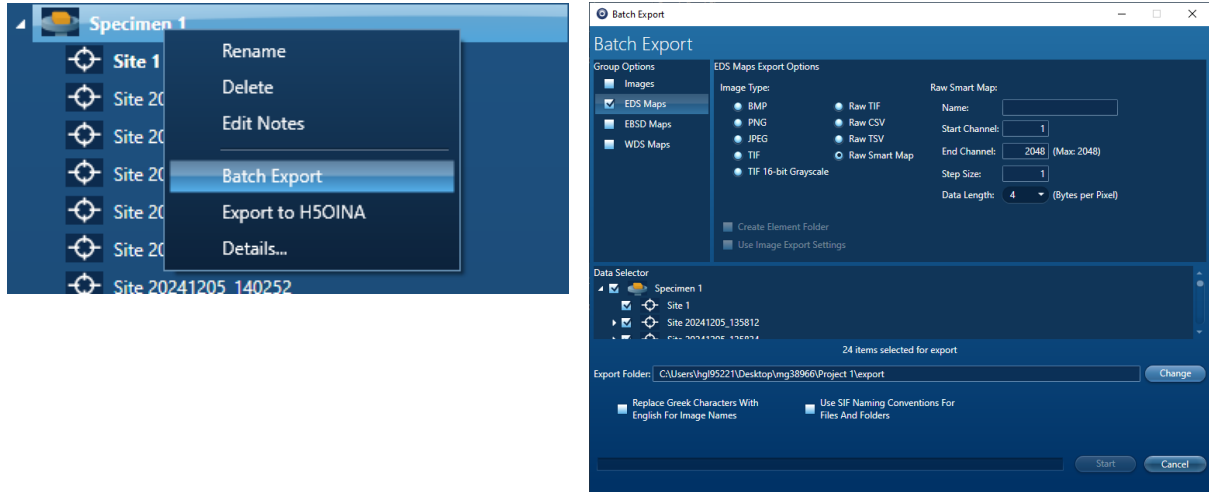 Specimen 1
Site 1
Rename
Site 20
Delete
Site 20
Edit Notes
Site 20
Batch Export
Site 20
Export to H5OINA
Site 20
Details...
Site 20241205_140252
Batch Export
Batch Export
Group Options
Images
EDS Maps
EBSD Maps
WDS Maps
EDS Maps Export Options
Image Type:
BMP
PNG
JPEG
TIF
TIF 16-bit Grayscale
Raw TIF
Raw CSV
Raw TSV
Raw Smart Map
Raw Smart Map:
Name:
Start Channel: 1
End Channel: 2048 (Max: 2048)
Step Size: 1
Data Length: 4 (Bytes per Pixel)
Create Element Folder
Use Image Export Settings
Data Selector
Specimen 1
Site 1
Site 20241205_135812
24 items selected for export
Export Folder: C:\Users\hgl95221\Desktop\mg38966\Project 1\export Change
Replace Greek Characters With
English For Image Names
Use SIF Naming Conventions For
Files And Folders
Start Cancel